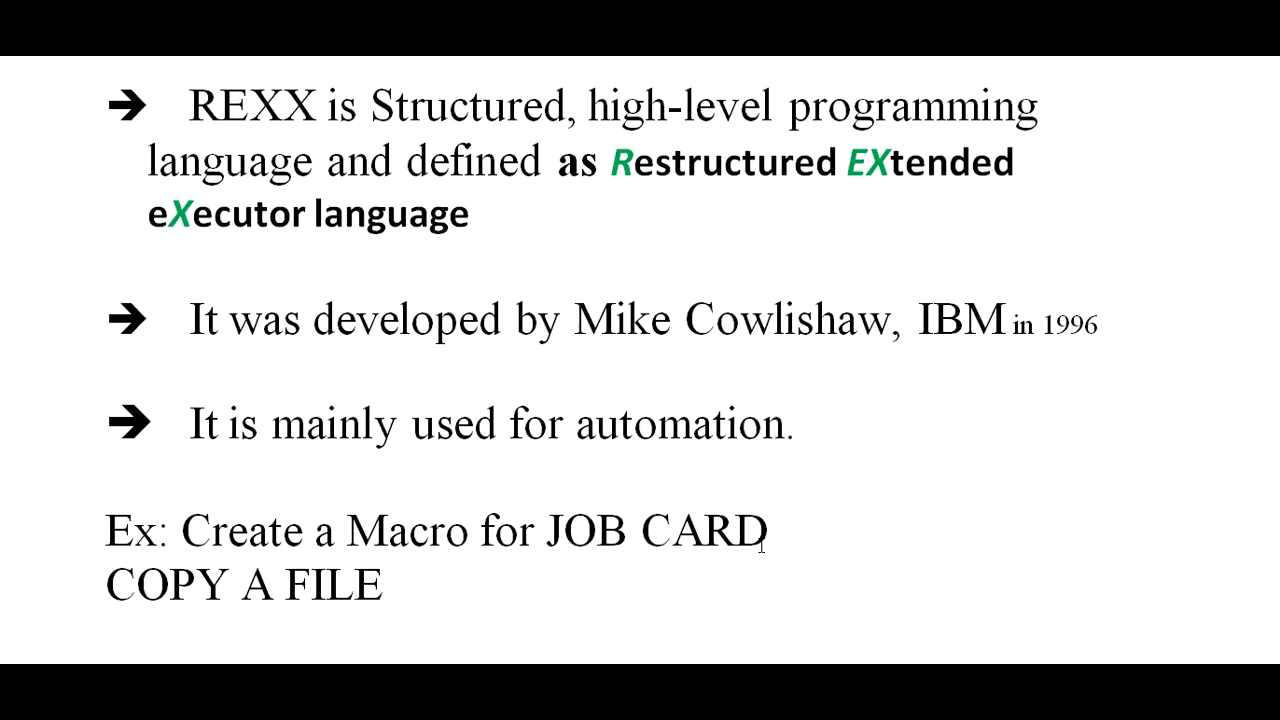 ➔ REXX is Structured, high-level programming
language and defined as Restructured EXtended
eXecutor language
➔ It was developed by Mike Cowlishaw, IBM in 1996
➔ It is mainly used for automation.
Ex: Create a Macro for JOB CARD
COPY A FILE